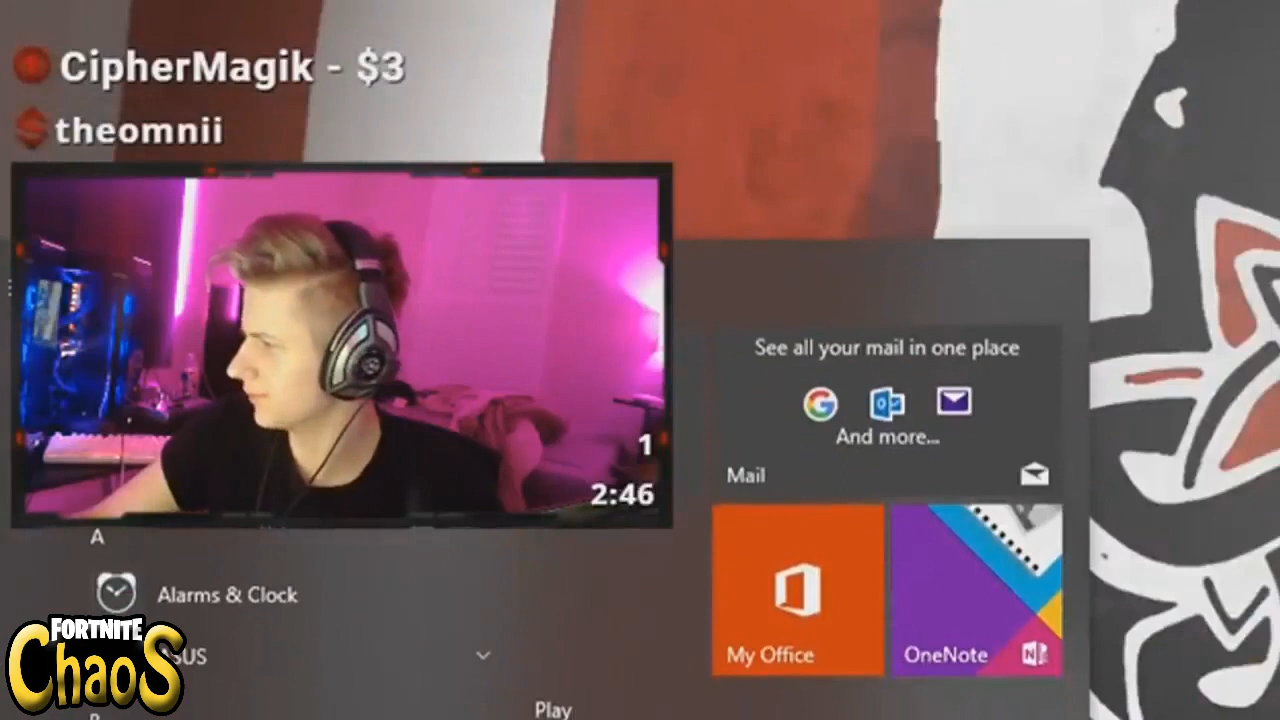 CipherMagik - $3
theomnii
See all your mail in one place
And more...
Mail
1
2:46
A
Alarms & Clock
My Office
OneNote
FORTNITE
Chaos
Play